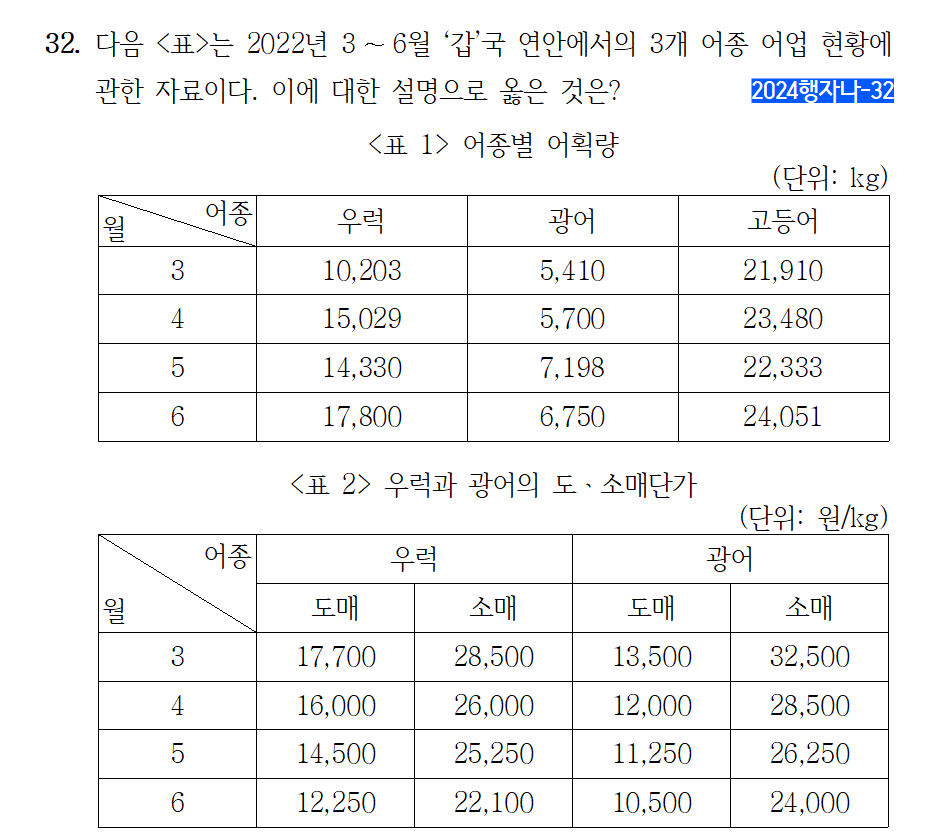 32. 다음 <표>는 2022년 3～6월 ‘갑’국 연안에서의 3개 어종 어업 현황에
관한 자료이다. 이에 대한 설명으로 옳은 것은? 2024행자나-32
<표 1> 어종별 어획량
(단위: kg)
월 어종 우럭 광어 고등어
3 10,203 5,410 21,910
4 15,029 5,700 23,480
5 14,330 7,198 22,333
6 17,800 6,750 24,051
<표 2> 우럭과 광어의 도ㆍ소매단가
(단위: 원/kg)
어종 우럭 광어
월 도매 소매 도매 소매
3 17,700 28,500 13,500 32,500
4 16,000 26,000 12,000 28,500
5 14,500 25,250 11,250 26,250
6 12,250 22,100 10,500 24,000